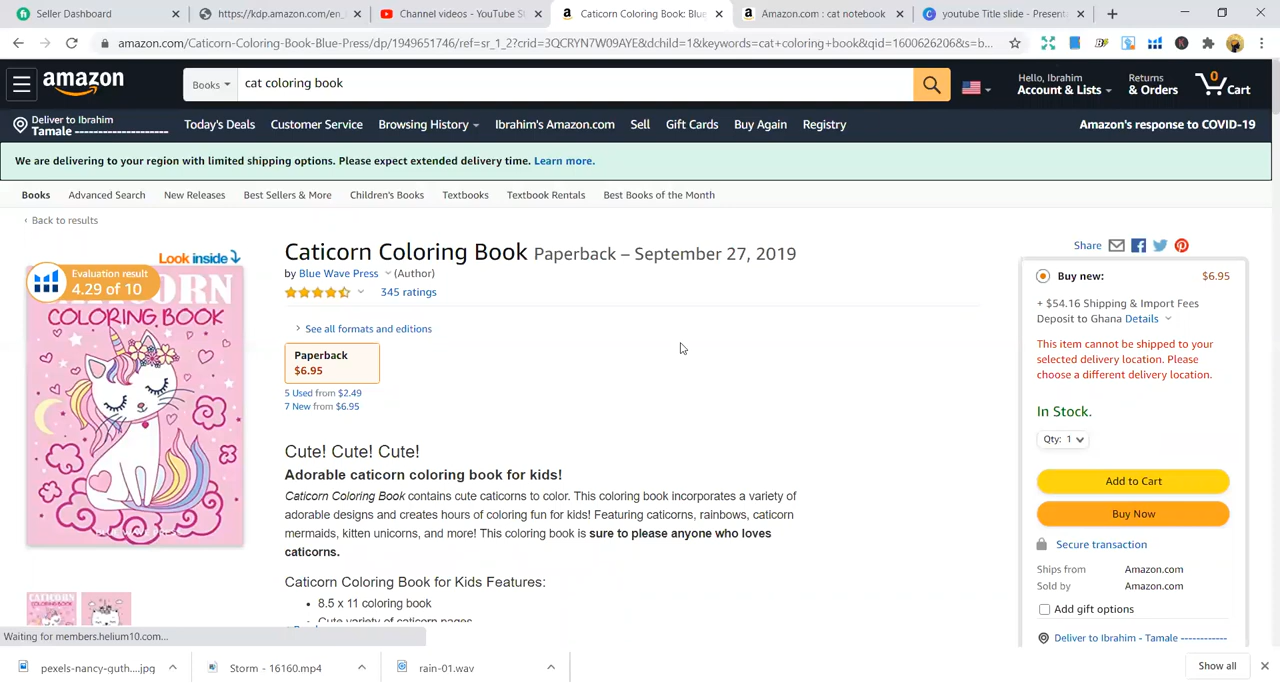 Seller Dashboard
https://kdp.amazon.com/en_
Channel videos - YouTube S
Caticorn Coloring Book: Blue
Amazon.com : cat notebook
youtube Title slide - Present
amazon.com/Caticorn-Coloring-Book-Blue-Press/dp/1949651746/ref=sr_1_2?crid=3QCRYN7W09AYE&dchild=1&keywords=cat+coloring+book&qid=1600626206&s=b...
amazon
Books
cat coloring book
Hello, Ibrahim
Account & Lists
Returns
& Orders
0
Cart
Deliver to Ibrahim
Tamale --------------------
Today's Deals
Customer Service
Browsing History
Ibrahim's Amazon.com
Sell
Gift Cards
Buy Again
Registry
Amazon's response to COVID-19
We are delivering to your region with limited shipping options. Please expect extended delivery time. Learn more.
Books
Advanced Search
New Releases
Best Sellers & More
Children's Books
Textbooks
Textbook Rentals
Best Books of the Month
‹ Back to results
Look inside
Evaluation result
4.29 of 10
COLORING BOOK
Caticorn Coloring Book Paperback – September 27, 2019
by Blue Wave Press (Author)
345 ratings
See all formats and editions
Paperback
$6.95
5 Used from $2.49
7 New from $6.95
Cute! Cute! Cute!
Adorable caticorn coloring book for kids!
Caticorn Coloring Book contains cute caticorns to color. This coloring book incorporates a variety of
adorable designs and creates hours of coloring fun for kids! Featuring caticorns, rainbows, caticorn
mermaids, kitten unicorns, and more! This coloring book is sure to please anyone who loves
caticorns.
Caticorn Coloring Book for Kids Features:
• 8.5 x 11 coloring book
• Cute variety of caticorn pages
Share
Buy new:
$6.95
+ $54.16 Shipping & Import Fees
Deposit to Ghana Details
This item cannot be shipped to your
selected delivery location. Please
choose a different delivery location.
In Stock.
Qty: 1
Add to Cart
Buy Now
Secure transaction
Ships from Amazon.com
Sold by Amazon.com
Add gift options
Deliver to Ibrahim - Tamale ------------
Waiting for members.helium10.com...
pexels-nancy-guth....jpg
Storm - 16160.mp4
rain-01.wav
Show all